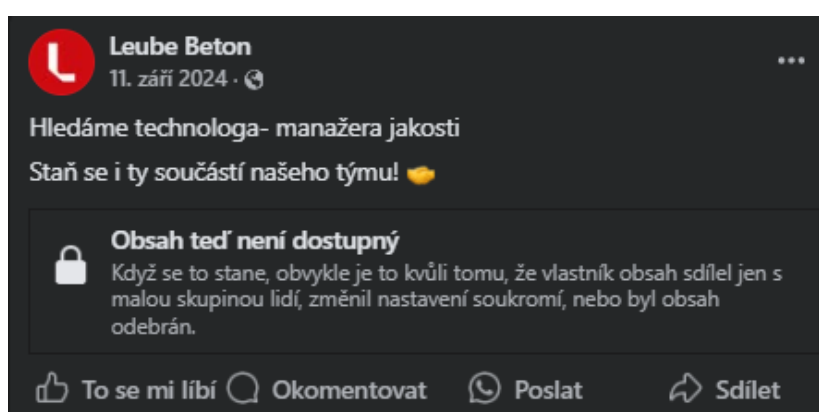 Leube Beton
11. září 2024 ·
Hledáme technologa- manažera jakosti
Staň se i ty součástí našeho týmu! 🤝
Obsah teď není dostupný
Když se to stane, obvykle je to kvůli tomu, že vlastník obsah sdílel jen s
malou skupinou lidí, změnil nastavení soukromí, nebo byl obsah
odebrán.
To se mi líbí Okomentovat Poslat Sdílet